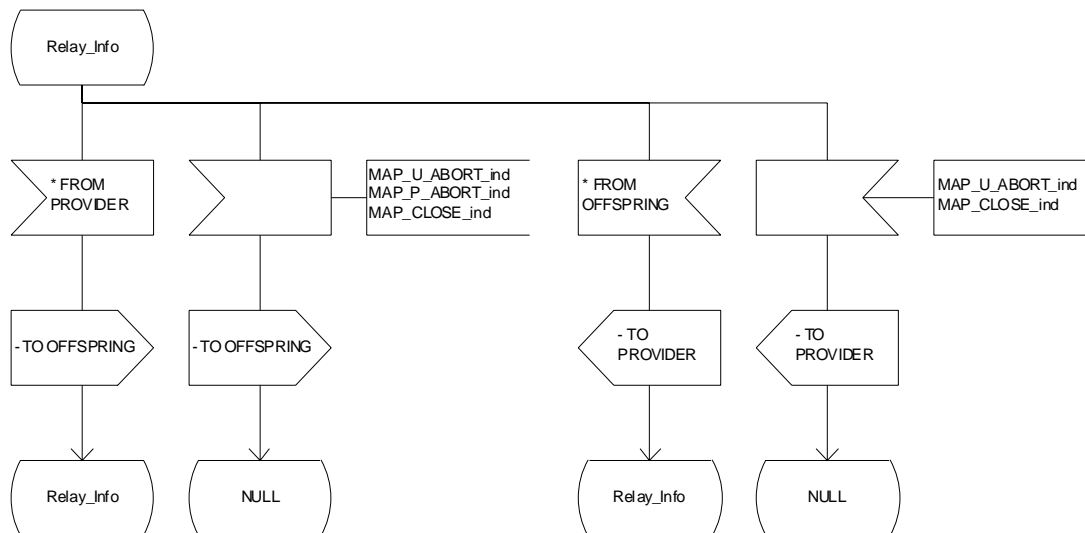 Relay_Info
* FROM
PROVIDER
MAP_U_ABORT_ind
MAP_P_ABORT_ind
MAP_CLOSE_ind
* FROM
OFFSPRING
MAP_U_ABORT_ind
MAP_CLOSE_ind
- TO OFFSPRING
- TO OFFSPRING
- TO
PROVIDER
- TO
PROVIDER
Relay_Info
NULL
Relay_Info
NULL